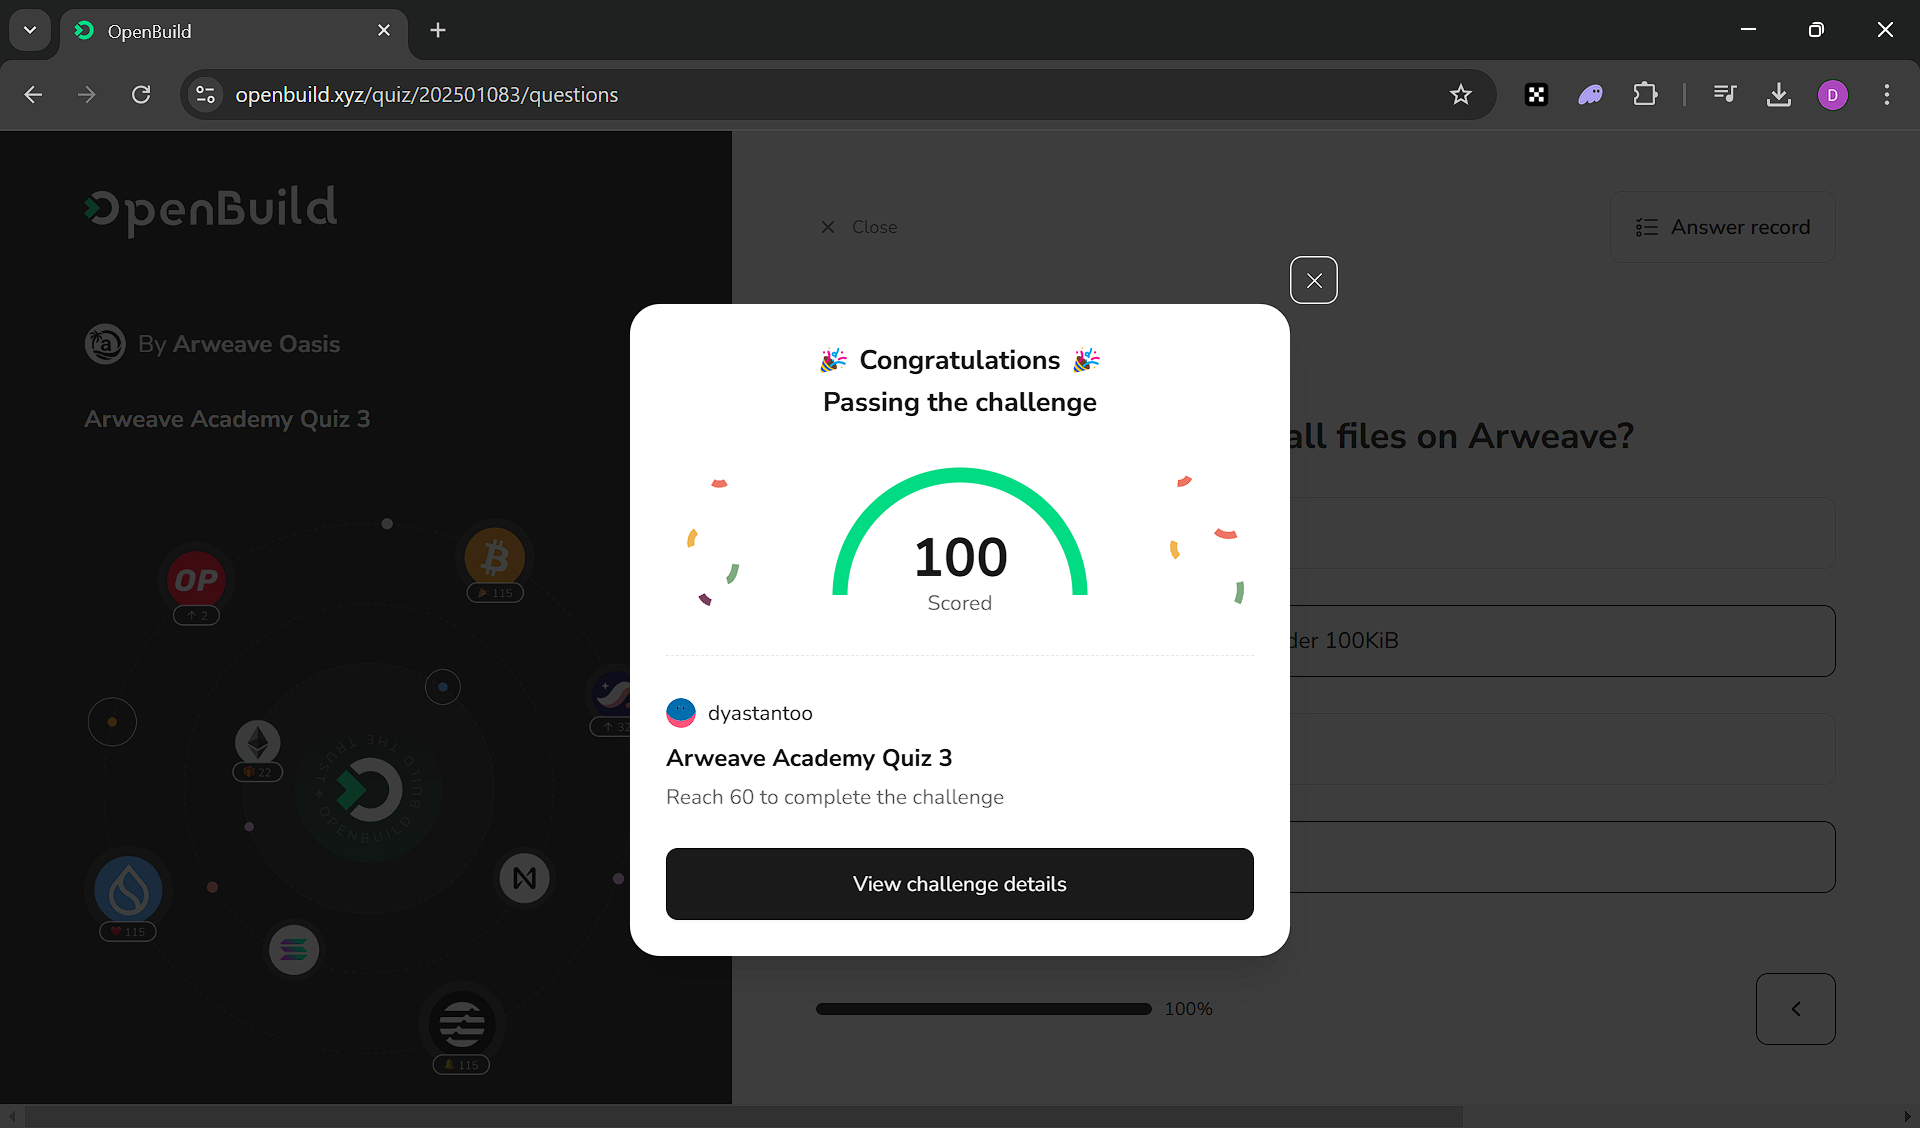 OpenBuild
openbuild.xyz/quiz/202501083/questions
D
OpenBuild
By Arweave Oasis
Arweave Academy Quiz 3
OP
2
115
32
22
THE TRUST
OPENBUILD
115
115
Close
Answer record
all files on Arweave?
der 100KiB
100%
Congratulations
Passing the challenge
100
Scored
dyastantoo
Arweave Academy Quiz 3
Reach 60 to complete the challenge
View challenge details